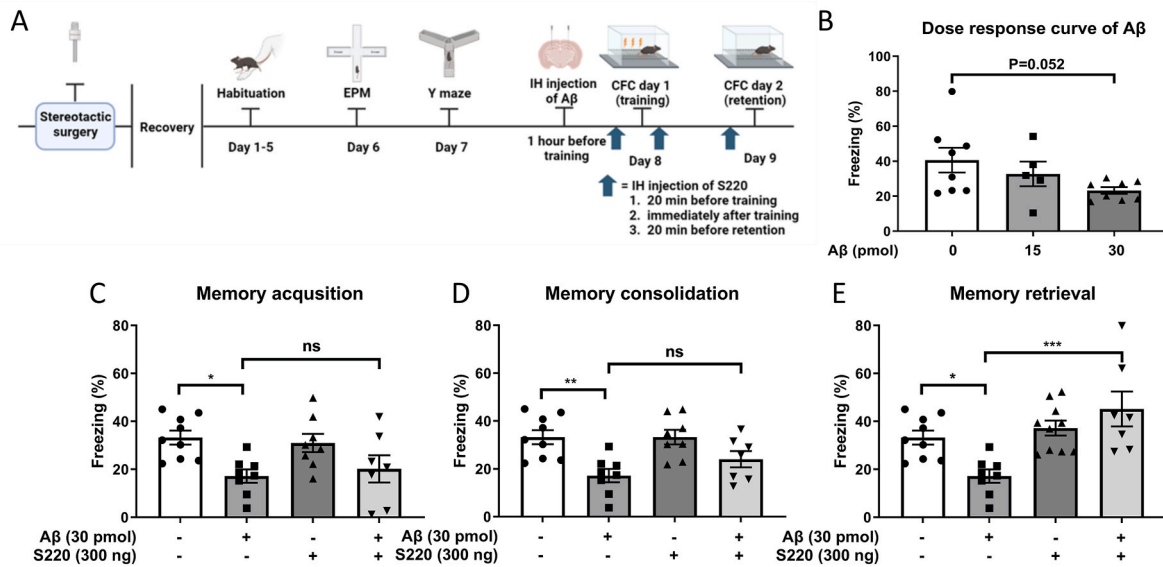 A
Stereotactic
surgery
Recovery
Habituation
Day 1-5
EPM
Day 6
Y maze
Day 7
IH injection
of Aβ
1 hour before
training
CFC day 1
(training)
Day 8
CFC day 2
(retention)
Day 9
= IH injection of S220
1. 20 min before training
2. immediately after training
3. 20 min before retention
B
Dose response curve of Aβ
P=0.052
Freezing (%)
100
80
60
40
20
0
Aβ (pmol) 0 15 30
C
Memory acqusition
ns
*
Freezing (%)
80
60
40
20
0
Aβ (30 pmol) - + - +
S220 (300 ng) - - + +
D
Memory consolidation
ns
**
Freezing (%)
80
60
40
20
0
Aβ (30 pmol) - + - +
S220 (300 ng) - - + +
E
Memory retrieval
***
*
Freezing (%)
80
60
40
20
0
Aβ (30 pmol) - + - +
S220 (300 ng) - - + +